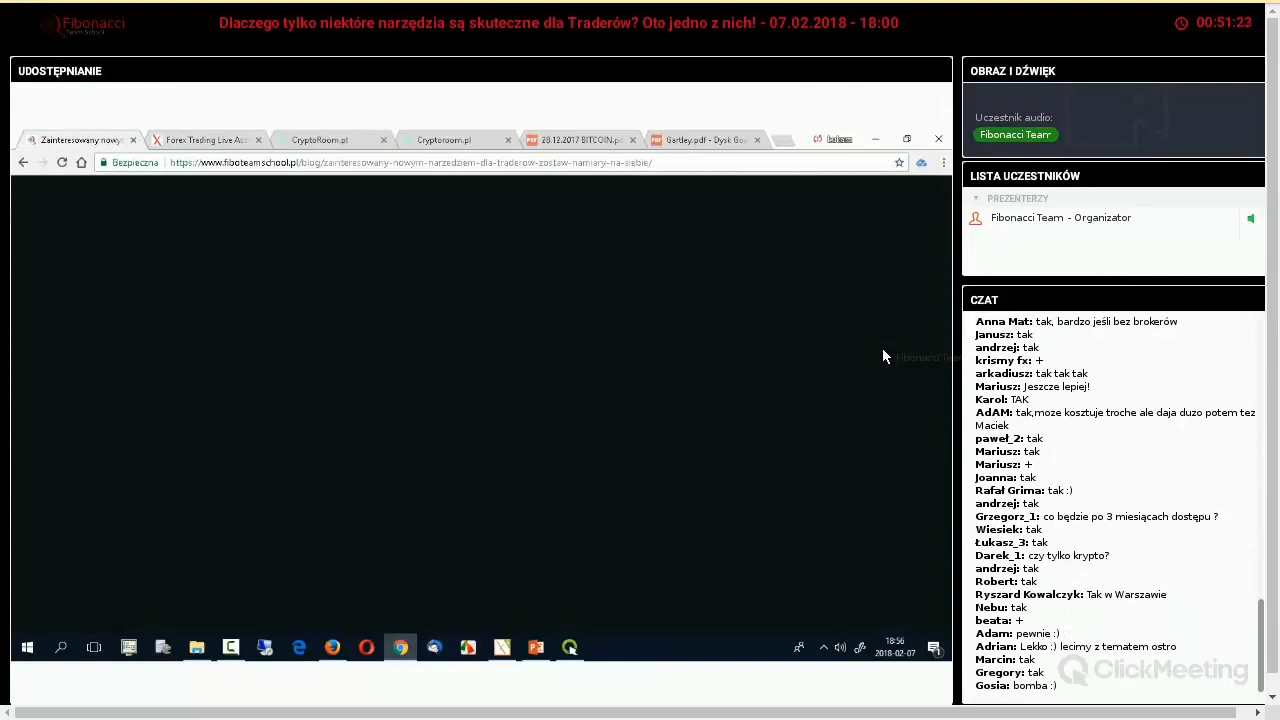 Fibonacci
Team School
Dlaczego tylko niektóre narzędzia są skuteczne dla Traderów? Oto jedno z nich! - 07.02.2018 - 18:00
00:51:23
UDOSTĘPNIANIE
Zainteresowany nowy
Forex Trading Live Acc
CryptoRoom.pl
Cryptoroom.pl
28.12.2017 BITCOIN.p
Gartley.pdf - Dysk Goo
Bezpieczna
https://www.fiboteamschool.pl/blog/zainteresowany-nowym-narzedziem-dla-traderow-zostaw-namiary-na-siebie/
Fibonacci Team
18:56
2018-02-07
OBRAZ I DŹWIĘK
Uczestnik audio:
Fibonacci Team
LISTA UCZESTNIKÓW
PREZENTERZY
Fibonacci Team - Organizator
CZAT
Anna Mat: tak, bardzo jeśli bez brokerów
Janusz: tak
andrzej: tak
krismy fx: +
arkadiusz: tak tak tak
Mariusz: Jeszcze lepiej!
Karol: TAK
AdAM: tak,moze kosztuje troche ale daja duzo potem tez
Maciek
paweł_2: tak
Mariusz: tak
Mariusz: +
Joanna: tak
Rafał Grima: tak :)
andrzej: tak
Grzegorz_1: co będzie po 3 miesiącach dostępu ?
Wiesiek: tak
Łukasz_3: tak
Darek_1: czy tylko krypto?
andrzej: tak
Robert: tak
Ryszard Kowalczyk: Tak w Warszawie
Nebu: tak
beata: +
Adam: pewnie :)
Adrian: Lekko :) lecimy z tematem ostro
Marcin: tak
Gregory: tak
Gosia: bomba :)
ClickMeeting